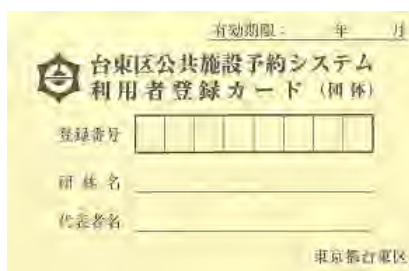 有効期限：　　年　　月
台東区公共施設予約システム
利用者登録カード（団体）
登録番号
団体名
代表者名
東京都台東区